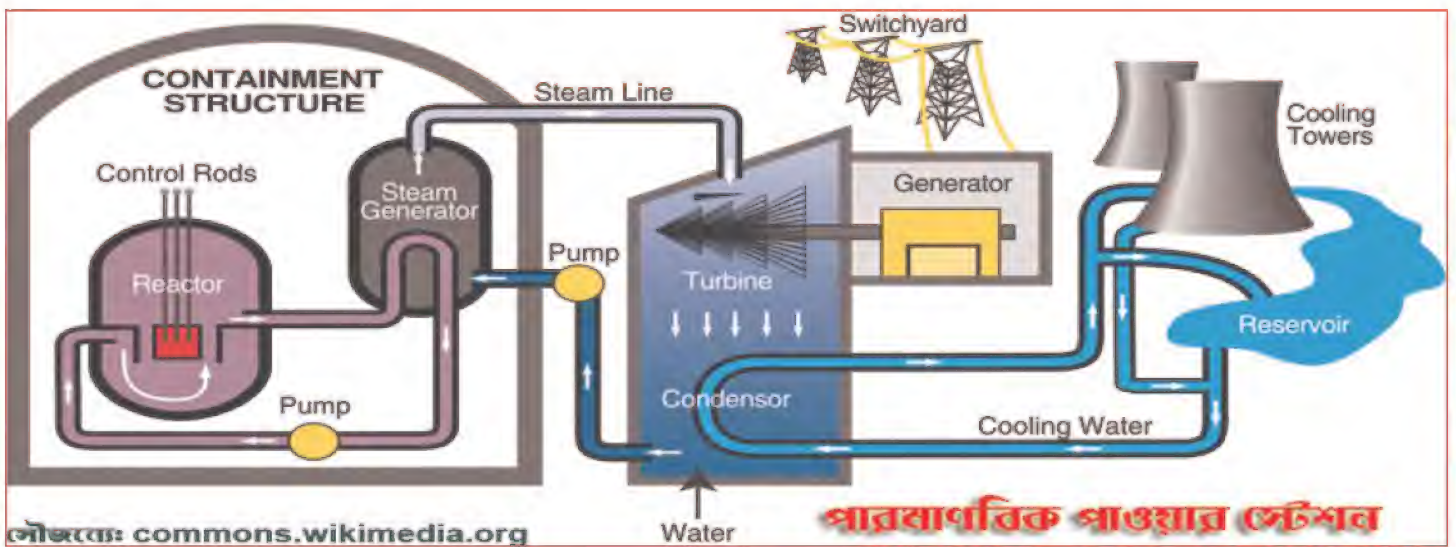 Switchyard
CONTAINMENT
STRUCTURE
Steam Line
Cooling
Towers
Control Rods
Steam
Generator
Generator
Pump
Reactor
Turbine
Reservoir
Pump
Condensor
Cooling Water
সৌজন্যেঃ commons.wikimedia.org
Water
পারমাণবিক পাওয়ার স্টেশন